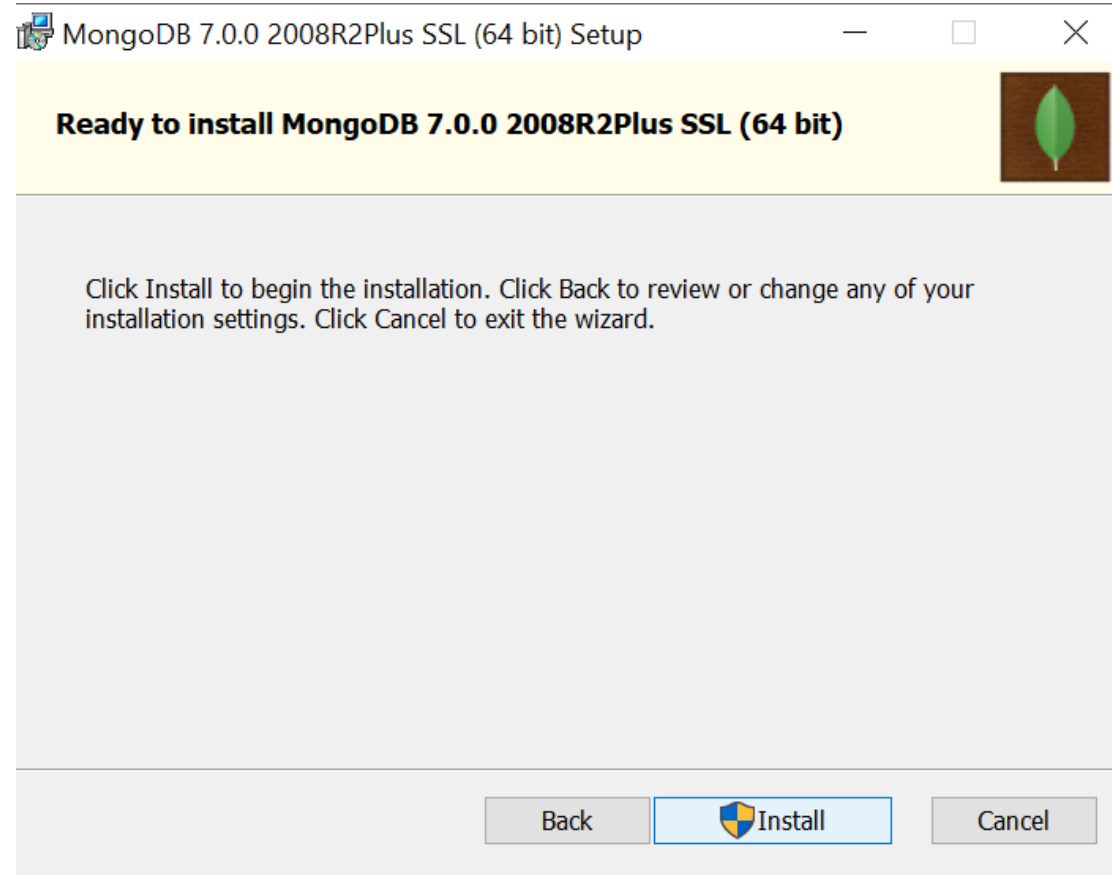 MongoDB 7.0.0 2008R2Plus SSL (64 bit) Setup
Ready to install MongoDB 7.0.0 2008R2Plus SSL (64 bit)
Click Install to begin the installation. Click Back to review or change any of your
installation settings. Click Cancel to exit the wizard.
Back Install Cancel